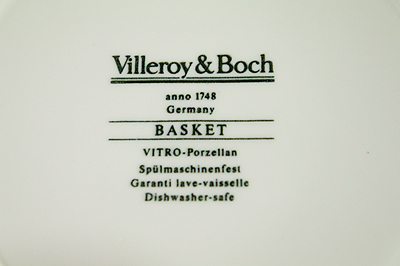 Villeroy & Boch
anno 1748
Germany
BASKET
VITRO-Porzellan
Spülmaschinenfest
Garanti lave-vaisselle
Dishwasher-safe